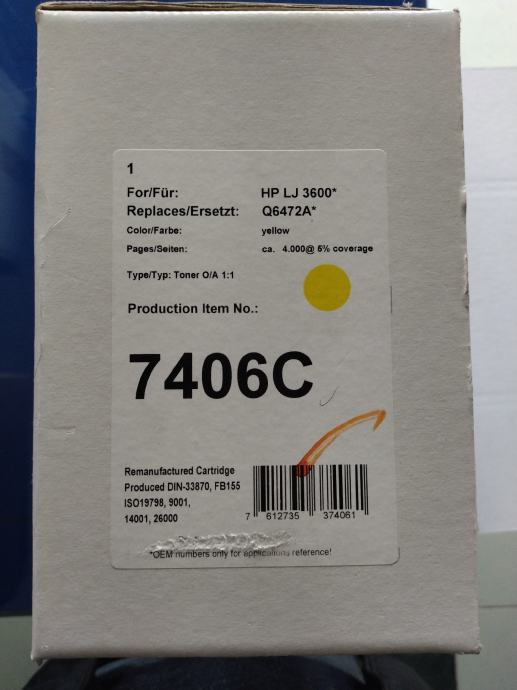 1
For/Für: HP LJ 3600*
Replaces/Ersetzt: Q6472A*
Color/Farbe: yellow
Pages/Seiten: ca. 4.000@ 5% coverage
Type/Typ: Toner O/A 1:1
Production Item No.:
7406C
Remanufactured Cartridge
Produced DIN-33870, FB155
ISO19798, 9001,
14001, 26000
7 612735 374061
*OEM numbers only for applications reference!